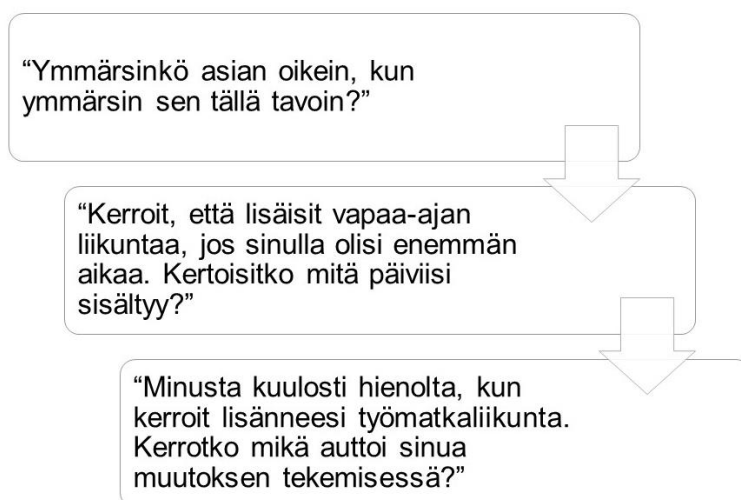 “Ymmärsinkö asian oikein, kun
ymmärsin sen tällä tavoin?”
“Kerroit, että lisäisit vapaa-ajan
liikuntaa, jos sinulla olisi enemmän
aikaa. Kertoisitko mitä päiviisi
sisältyy?”
“Minusta kuulosti hienolta, kun
kerroit lisänneesi työmatkaliikunta.
Kerrotko mikä auttoi sinua
muutoksen tekemisessä?”